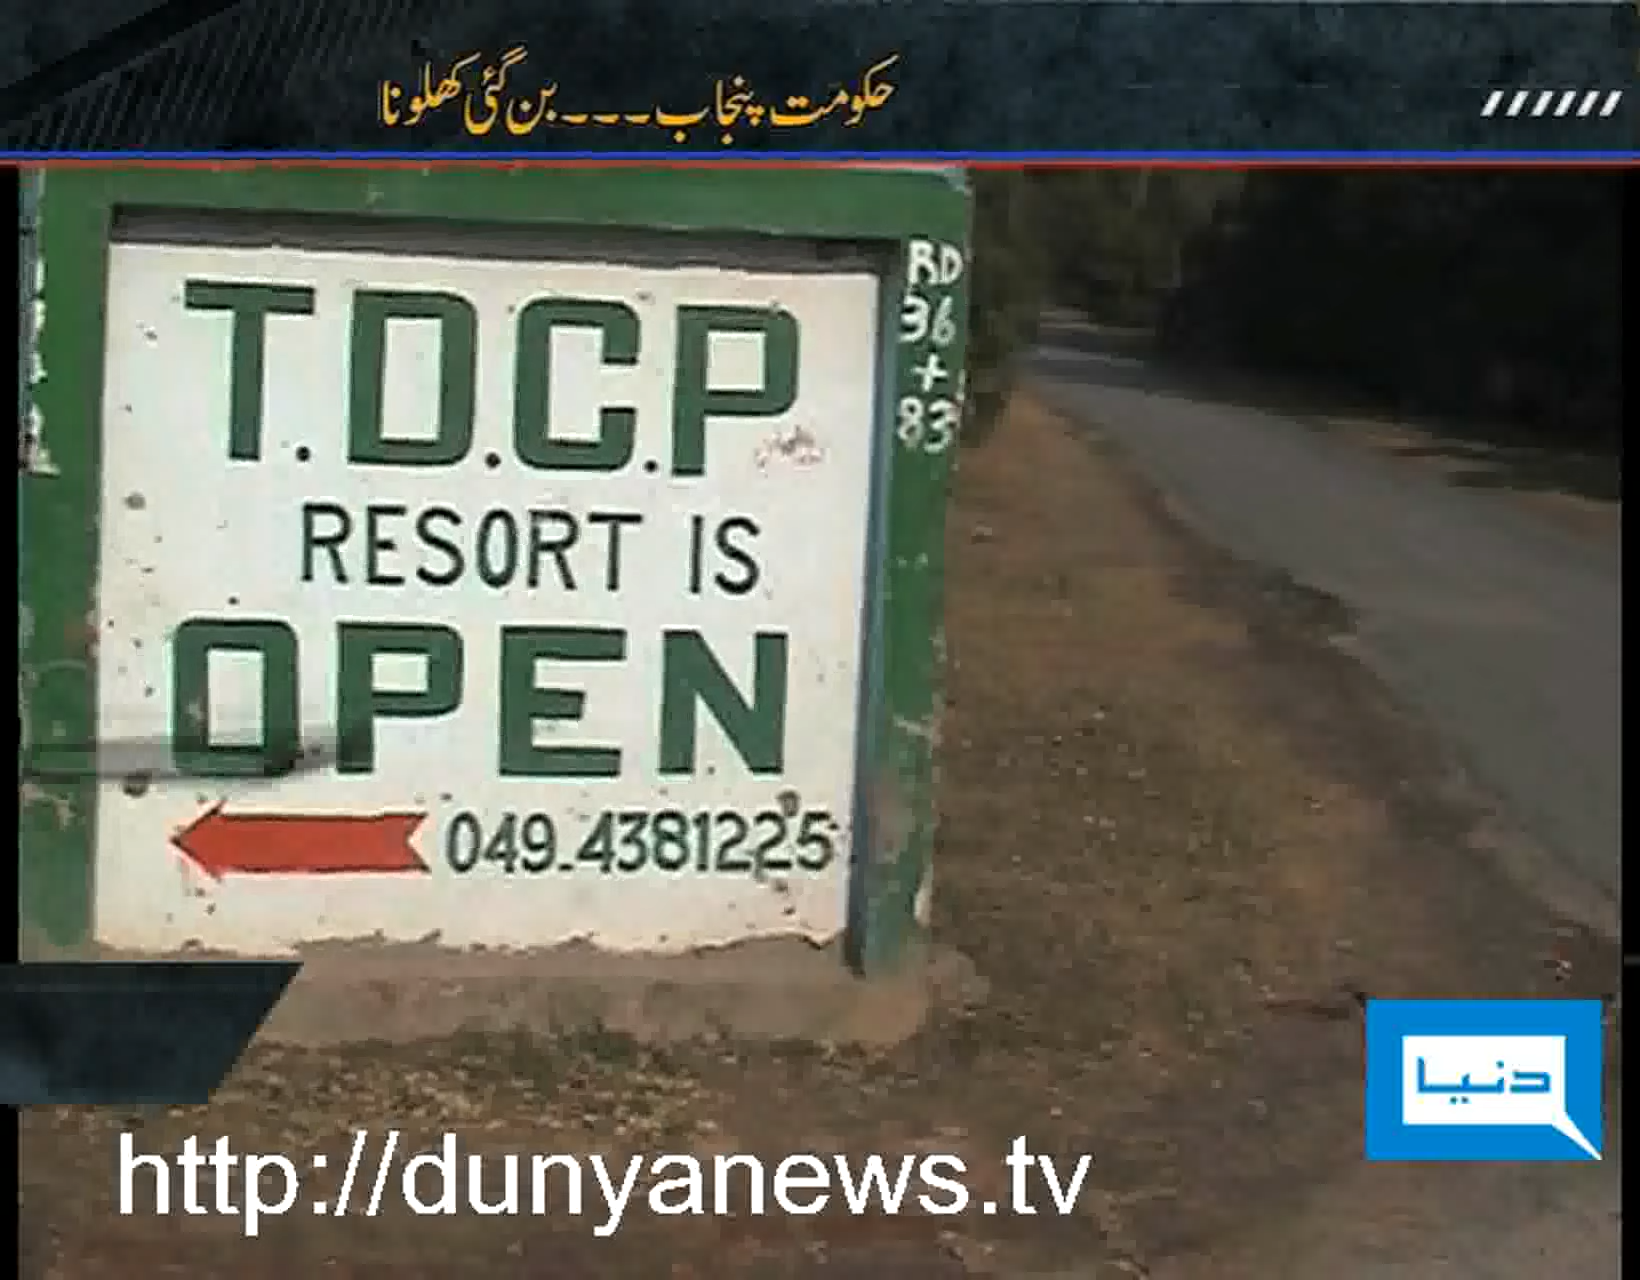 حکومت پنجاب۔۔۔بن گئی کھلونا
T.D.C.P
RESORT IS
OPEN
049-4381225
RD
36
+
83
دنیا
http://dunyanews.tv